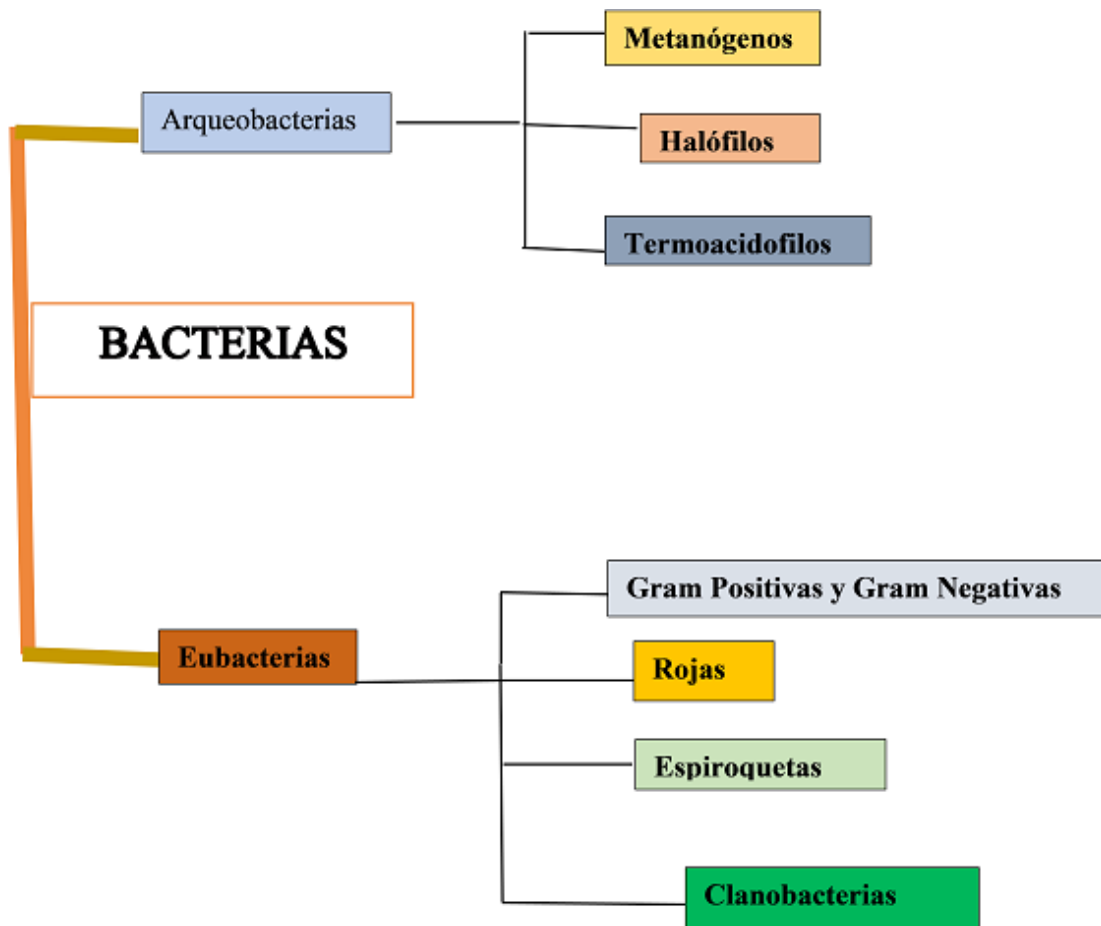 Metanógenos
Arqueobacterias
Halófilos
Termoacidofilos
BACTERIAS
Gram Positivas y Gram Negativas
Eubacterias
Rojas
Espiroquetas
Clanobacterias